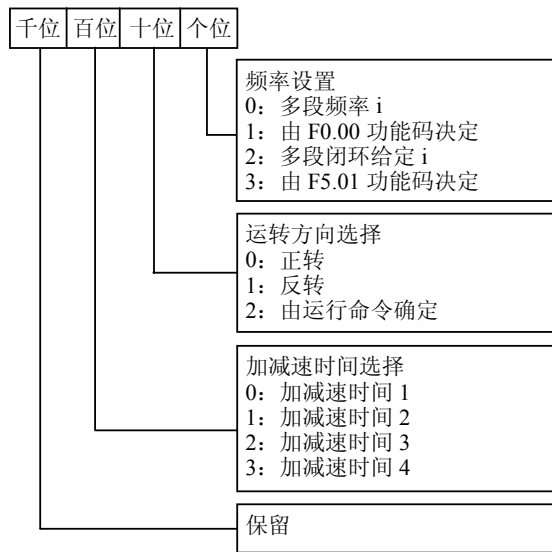 千位 百位 十位 个位
频率设置
0：多段频率 i
1：由 F0.00 功能码决定
2：多段闭环给定 i
3：由 F5.01 功能码决定
运转方向选择
0：正转
1：反转
2：由运行命令确定
加减速时间选择
0：加减速时间 1
1：加减速时间 2
2：加减速时间 3
3：加减速时间 4
保留